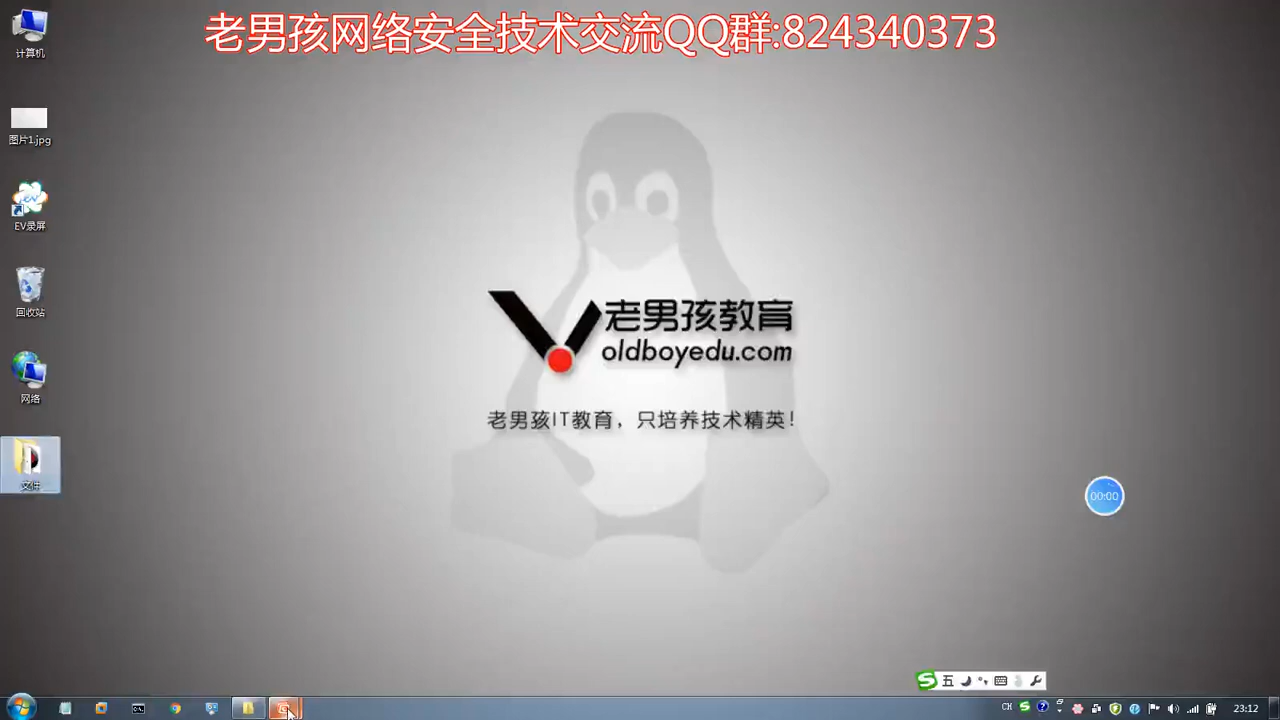 老男孩网络安全技术交流QQ群:824340373
计算机
图片1.jpg
EV录屏
回收站
网络
文件
老男孩教育
oldboyedu.com
老男孩IT教育，只培养技术精英！
00:00
五
CH
23:12